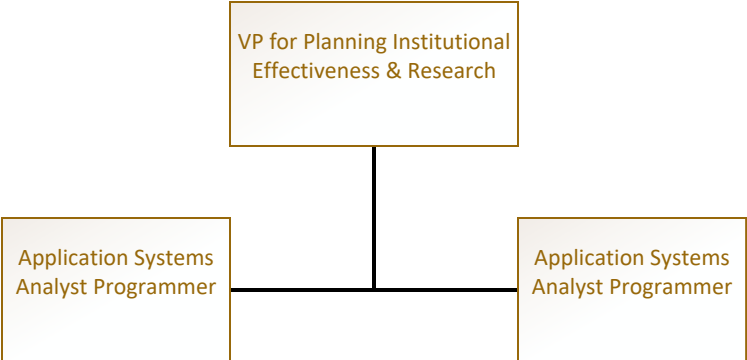 VP for Planning Institutional
Effectiveness & Research
Application Systems
Analyst Programmer
Application Systems
Analyst Programmer